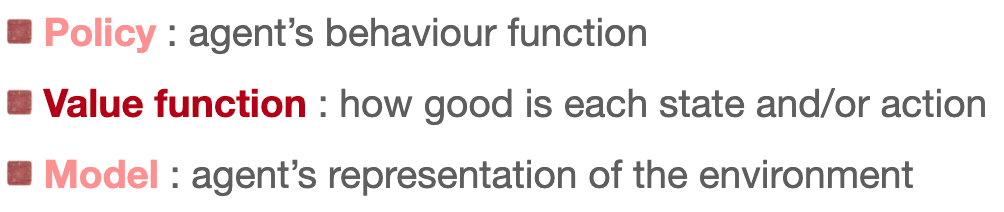 Policy : agent’s behaviour function
Value function : how good is each state and/or action
Model : agent’s representation of the environment